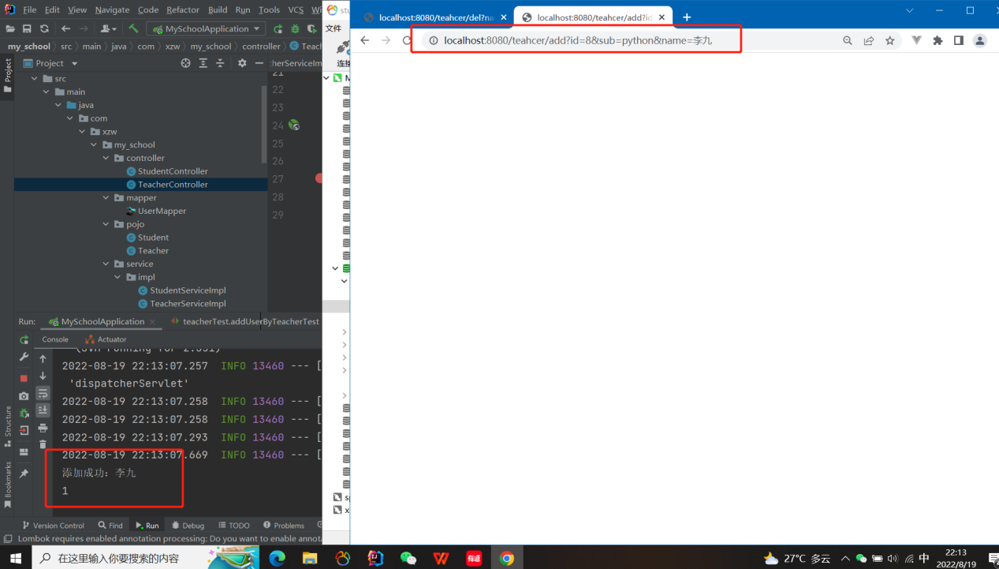 File Edit View Navigate Code Refactor Build Run Tools VCS
MySchoolApplication
my_school src main java com xzw my_school controller
Project
src
main
java
com
xzw
my_school
controller
StudentController
TeacherController
mapper
UserMapper
pojo
Student
Teacher
service
impl
StudentServiceImpl
TeacherServiceImpl
Project
Structure
Bookmarks
21
22
23
24
25
26
27
28
29
文件
localhost:8080/teahcer/del?na
localhost:8080/teahcer/add?id
localhost:8080/teahcer/add?id=8&sub=python&name=李九
Run: MySchoolApplication teacherTest.addUserByTeacherTest
Console Actuator
2022-08-19 22:13:07.257 INFO 13460 --- [
'dispatcherServlet'
2022-08-19 22:13:07.258 INFO 13460 --- [
2022-08-19 22:13:07.258 INFO 13460 --- [
2022-08-19 22:13:07.293 INFO 13460 --- [
2022-08-19 22:13:07.669 INFO 13460 --- [
添加成功：李九
1
Version Control Find Run Debug TODO Problems
Lombok requires enabled annotation processing: Do you want to enable annota
在这里输入你要搜索的内容
有道
27°C 多云
中
22:13
2022/8/19